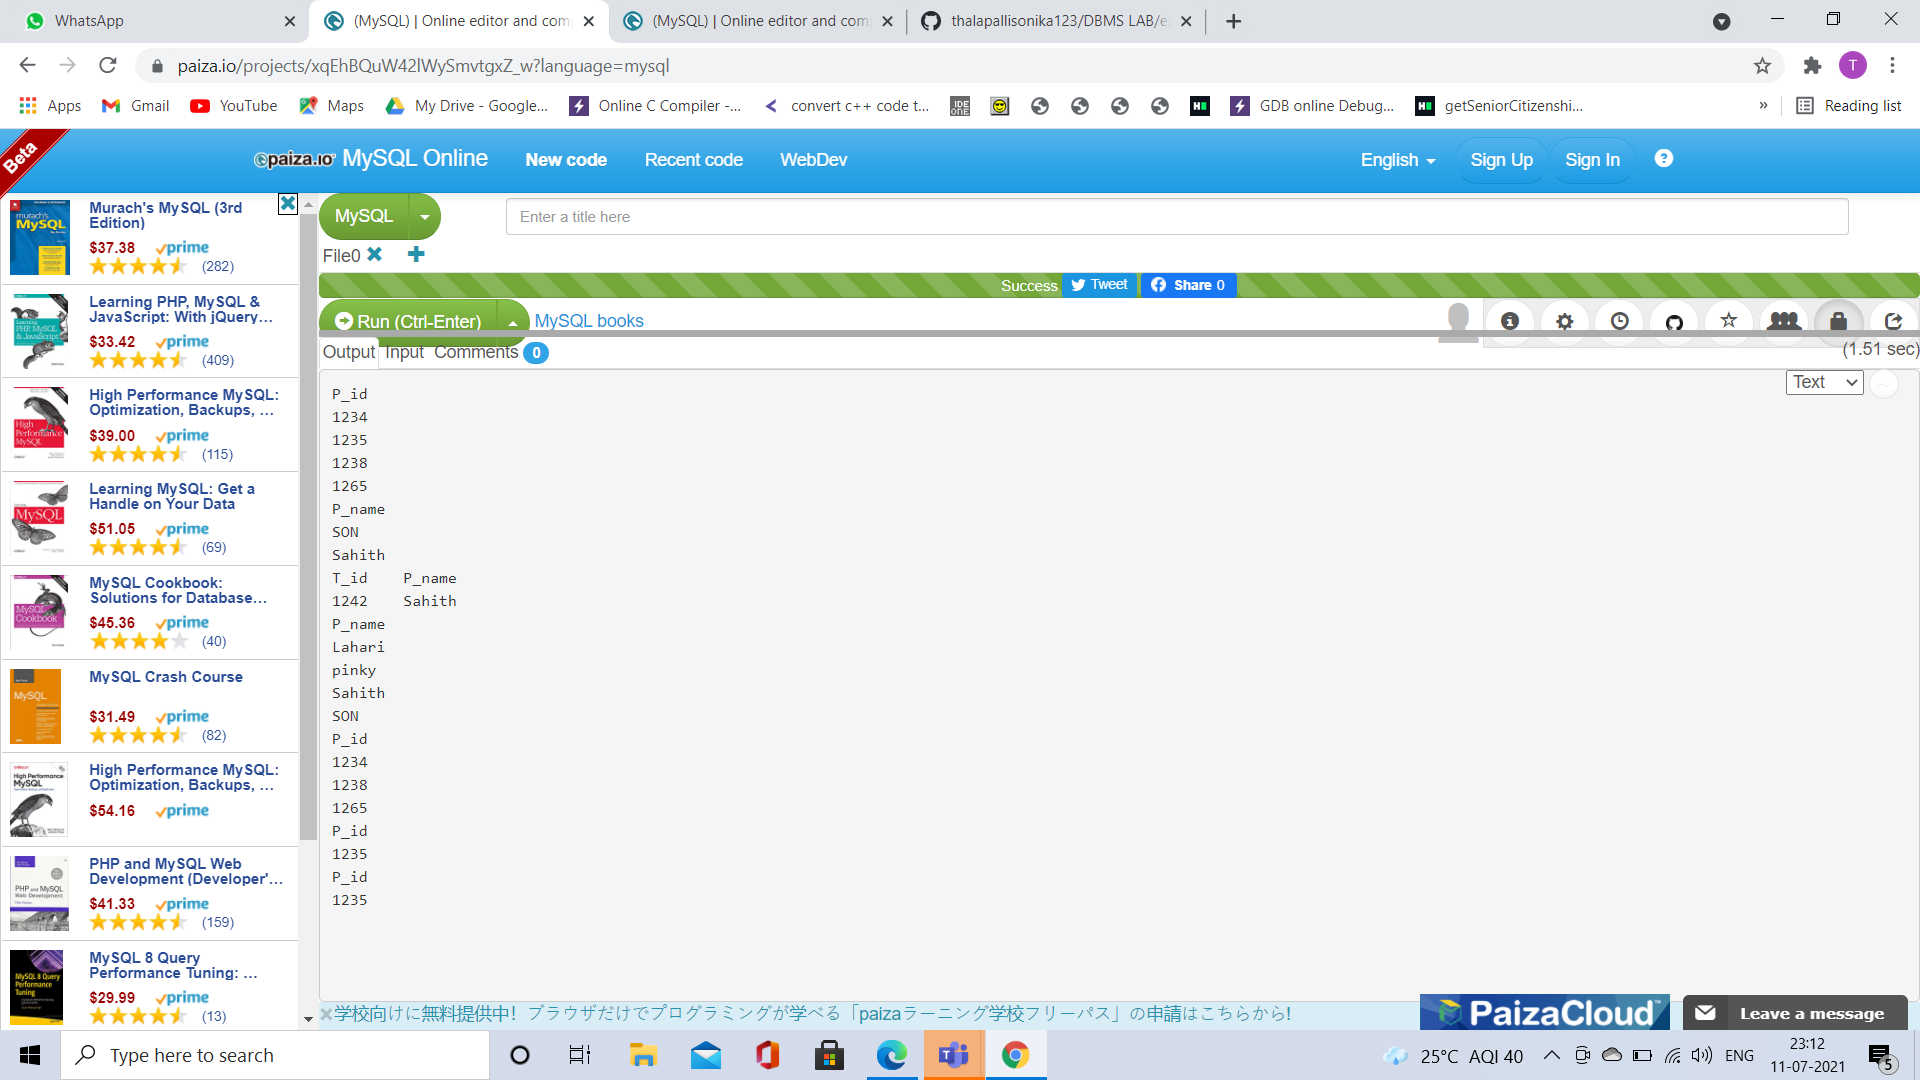 WhatsApp
(MySQL) | Online editor and com
(MySQL) | Online editor and com
thalapallisonika123/DBMS LAB/e
paiza.io/projects/xqEhBQuW42lWySmvtgxZ_w?language=mysql
T
Apps
Gmail
YouTube
Maps
My Drive - Google...
Online C Compiler -...
convert c++ code t...
GDB online Debug...
getSeniorCitizenshi...
»
Reading list
Beta
paiza.io MySQL Online
New code
Recent code
WebDev
English
Sign Up
Sign In
Murach's MySQL (3rd
Edition)
$37.38 prime
(282)
Learning PHP, MySQL &
JavaScript: With jQuery...
$33.42 prime
(409)
High Performance MySQL:
Optimization, Backups, ...
$39.00 prime
(115)
Learning MySQL: Get a
Handle on Your Data
$51.05 prime
(69)
MySQL Cookbook:
Solutions for Database...
$45.36 prime
(40)
MySQL Crash Course
$31.49 prime
(82)
High Performance MySQL:
Optimization, Backups, ...
$54.16 prime
PHP and MySQL Web
Development (Developer'...
$41.33 prime
(159)
MySQL 8 Query
Performance Tuning: ...
$29.99 prime
(13)
MySQL
Enter a title here
File0
Success
Tweet
Share 0
Run (Ctrl-Enter)
MySQL books
Output Input Comments 0
(1.51 sec)
Text
P_id
1234
1235
1238
1265
P_name
SON
Sahith
T_id P_name
1242 Sahith
P_name
Lahari
pinky
Sahith
SON
P_id
1234
1238
1265
P_id
1235
P_id
1235
学校向けに無料提供中! ブラウザだけでプログラミングが学べる「paizaラーニング学校フリーパス」の申請はこちらから!
PaizaCloud
Leave a message
Type here to search
25°C AQI 40
ENG
23:12
11-07-2021
5